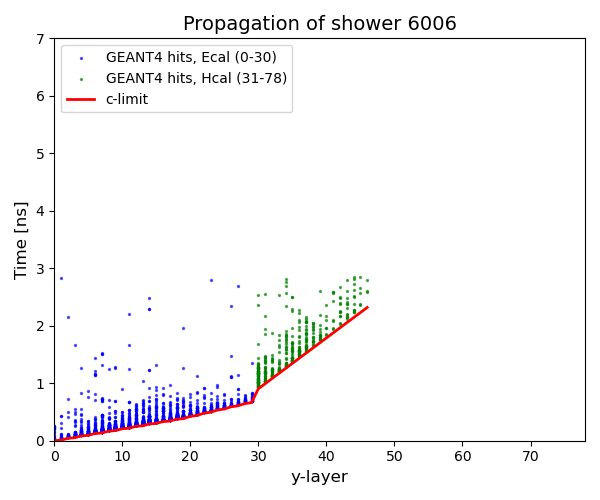 Propagation of shower 6006
GEANT4 hits, Ecal (0-30)
GEANT4 hits, Hcal (31-78)
c-limit
Time [ns]
7
6
5
4
3
2
1
0
0 10 20 30 40 50 60 70
y-layer